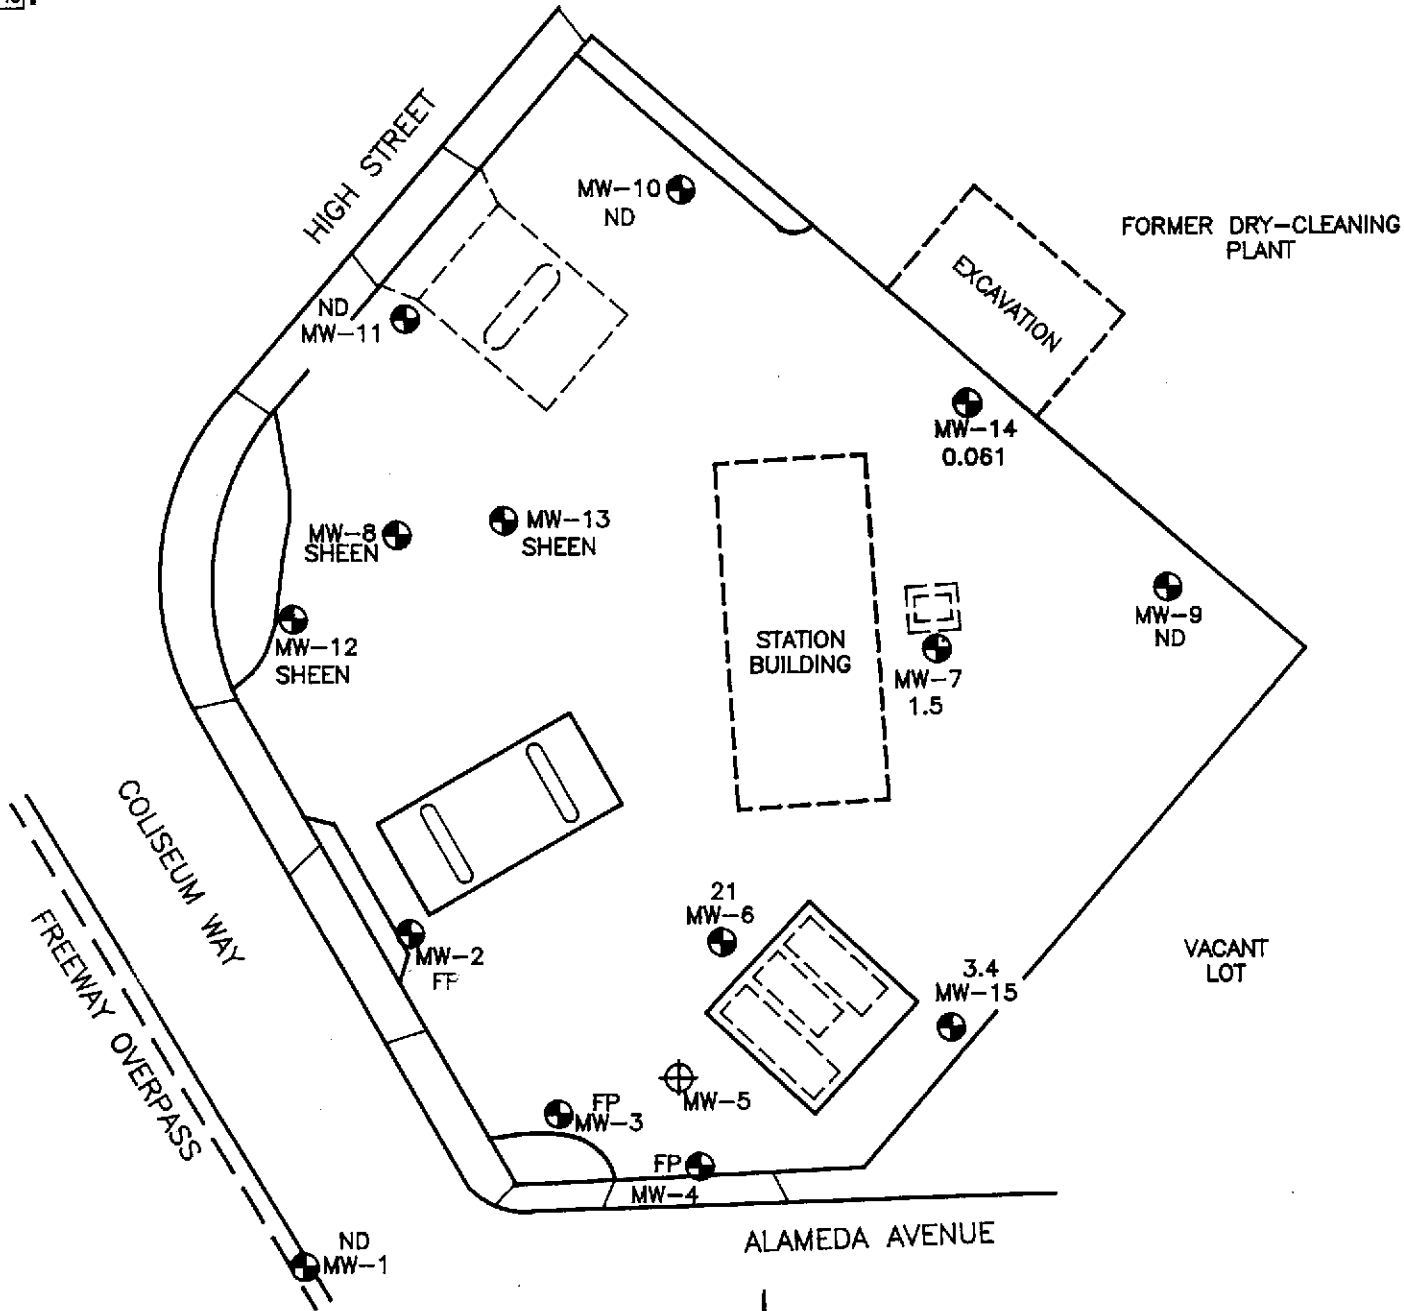 HIGH STREET
MW-10
ND
FORMER DRY-CLEANING
PLANT
EXCAVATION
ND
MW-11
MW-14
0.061
MW-8
SHEEN
MW-13
SHEEN
MW-9
ND
MW-12
SHEEN
STATION
BUILDING
MW-7
1.5
COLISEUM WAY
FREEWAY OVERPASS
21
MW-6
MW-2
FP
VACANT
LOT
3.4
MW-15
MW-5
FP
MW-3
FP
MW-4
ALAMEDA AVENUE
ND
MW-1